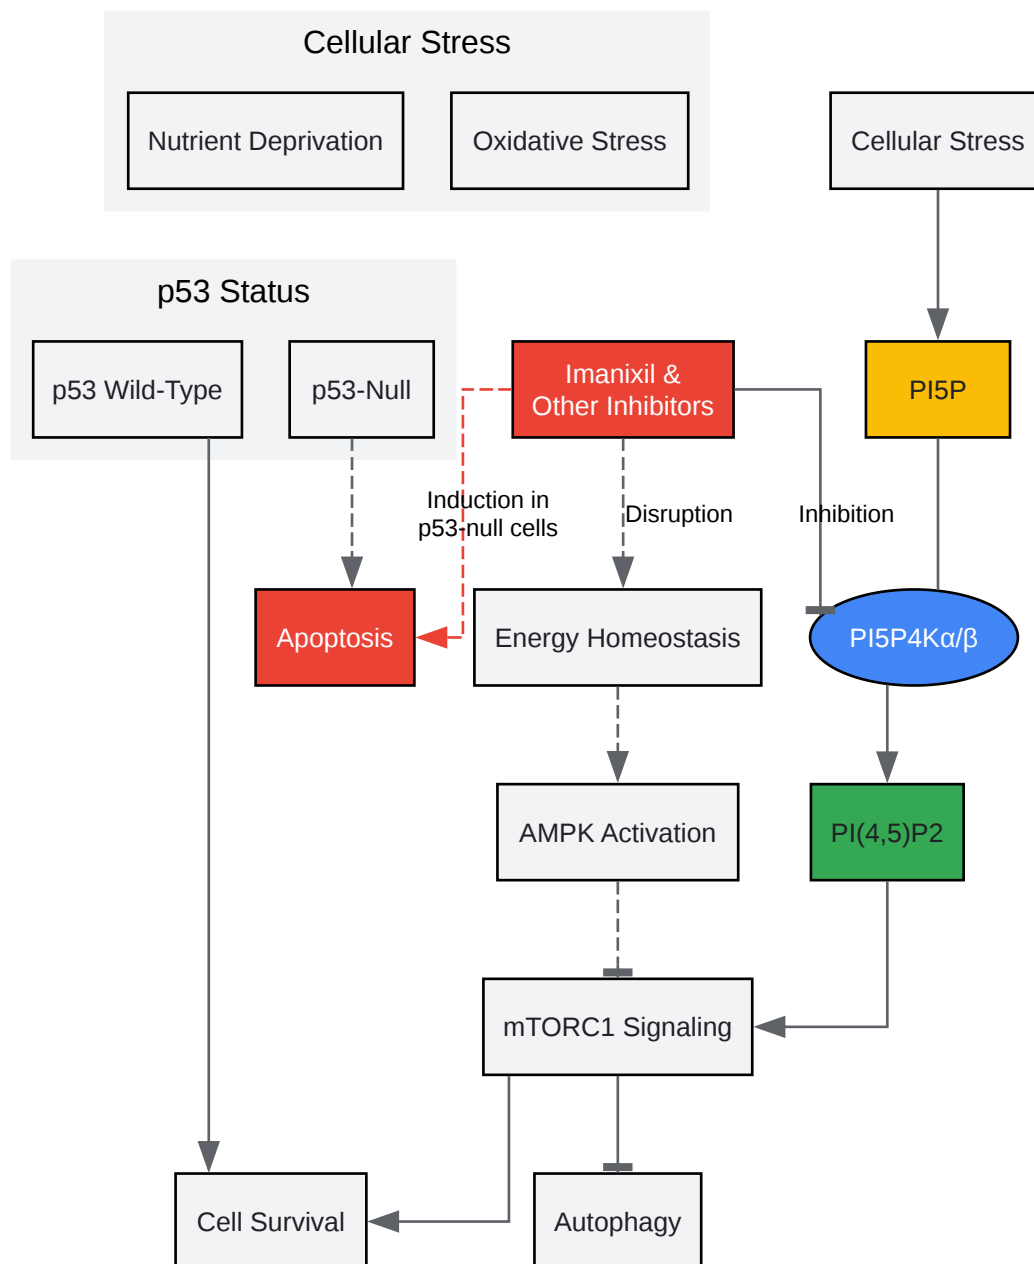 Cellular Stress
Nutrient Deprivation
Oxidative Stress
Cellular Stress
p53 Status
p53 Wild-Type
p53-Null
Imanixil &
Other Inhibitors
PI5P
Induction in
p53-null cells
Disruption
Inhibition
Apoptosis
Energy Homeostasis
PI5P4Kα/β
AMPK Activation
PI(4,5)P2
mTORC1 Signaling
Cell Survival
Autophagy